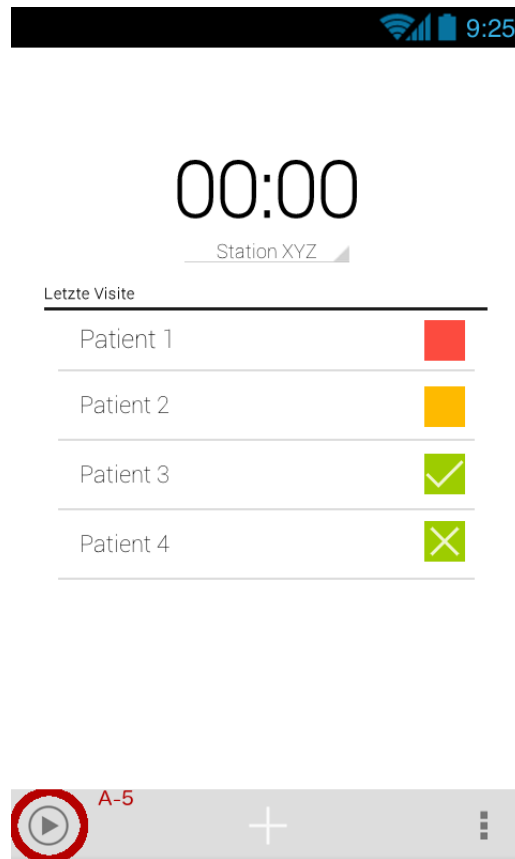 9:25
00:00
Station XYZ
Letzte Visite
Patient 1
Patient 2
Patient 3
Patient 4
A-5